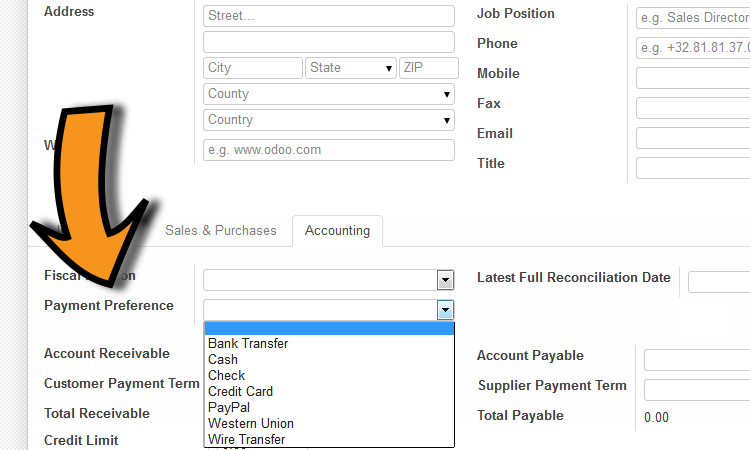 Address
Street...
City
State
ZIP
County
Country
W
e.g. www.odoo.com
Job Position
e.g. Sales Director
Phone
e.g. +32.81.81.37.0
Mobile
Fax
Email
Title
Sales & Purchases
Accounting
Fiscal
on
Latest Full Reconciliation Date
Payment Preference
Bank Transfer
Cash
Check
Credit Card
PayPal
Western Union
Wire Transfer
Account Receivable
Customer Payment Term
Total Receivable
Credit Limit
Account Payable
Supplier Payment Term
Total Payable
0.00